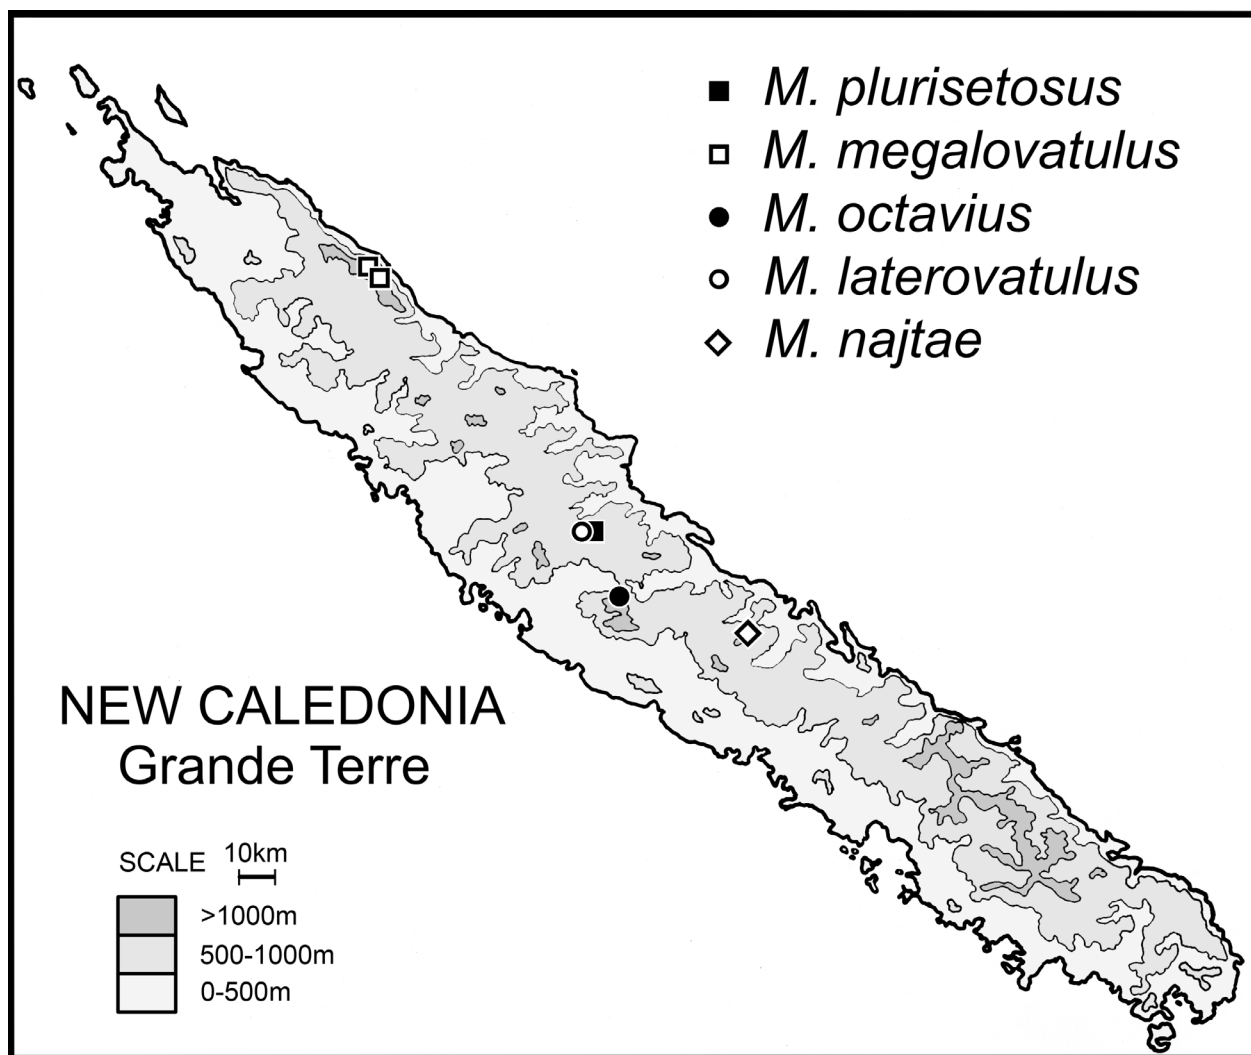 M. plurisetosus
M. megalovatulus
M. octavius
M. laterovatulus
M. najtae
NEW CALEDONIA
Grande Terre
SCALE 10km
>1000m
500-1000m
0-500m